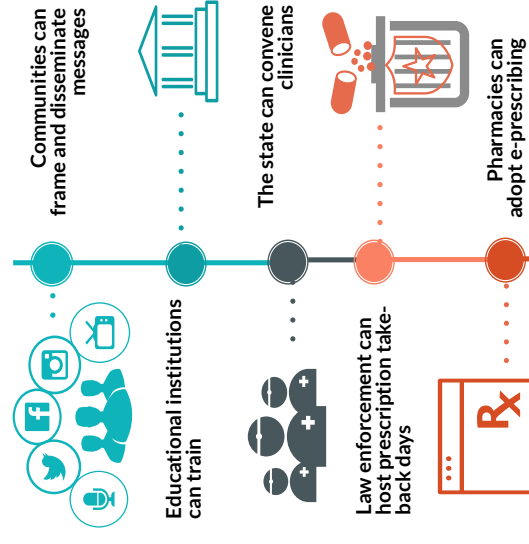 Communities can
frame and disseminate
messages
Educational institutions
can train
The state can convene
clinicians
Law enforcement can
host prescription take-
back days
Pharmacies can
adopt e-prescribing
Rx